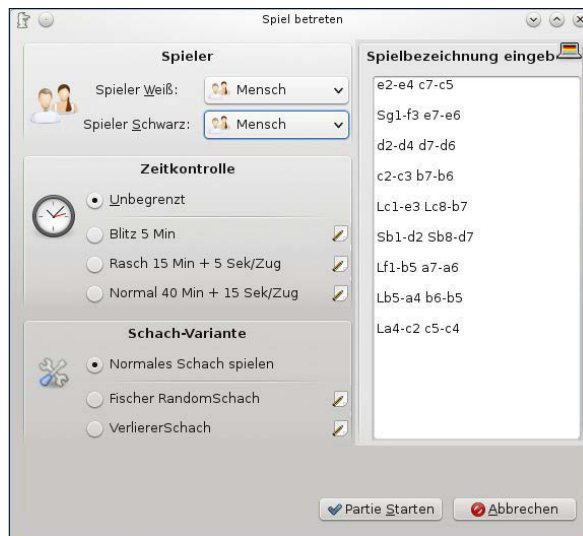 Spiel betreten
Spieler
Spieler Weiß: Mensch
Spieler Schwarz: Mensch
Zeitkontrolle
Unbegrenzt
Blitz 5 Min
Rasch 15 Min + 5 Sek/Zug
Normal 40 Min + 15 Sek/Zug
Schach-Variante
Normales Schach spielen
Fischer RandomSchach
VerliererSchach
Spielbezeichnung eingeb
e2-e4 c7-c5
Sg1-f3 e7-e6
d2-d4 d7-d6
c2-c3 b7-b6
Lc1-e3 Lc8-b7
Sb1-d2 Sb8-d7
Lf1-b5 a7-a6
Lb5-a4 b6-b5
La4-c2 c5-c4
Partie Starten
Abbrechen